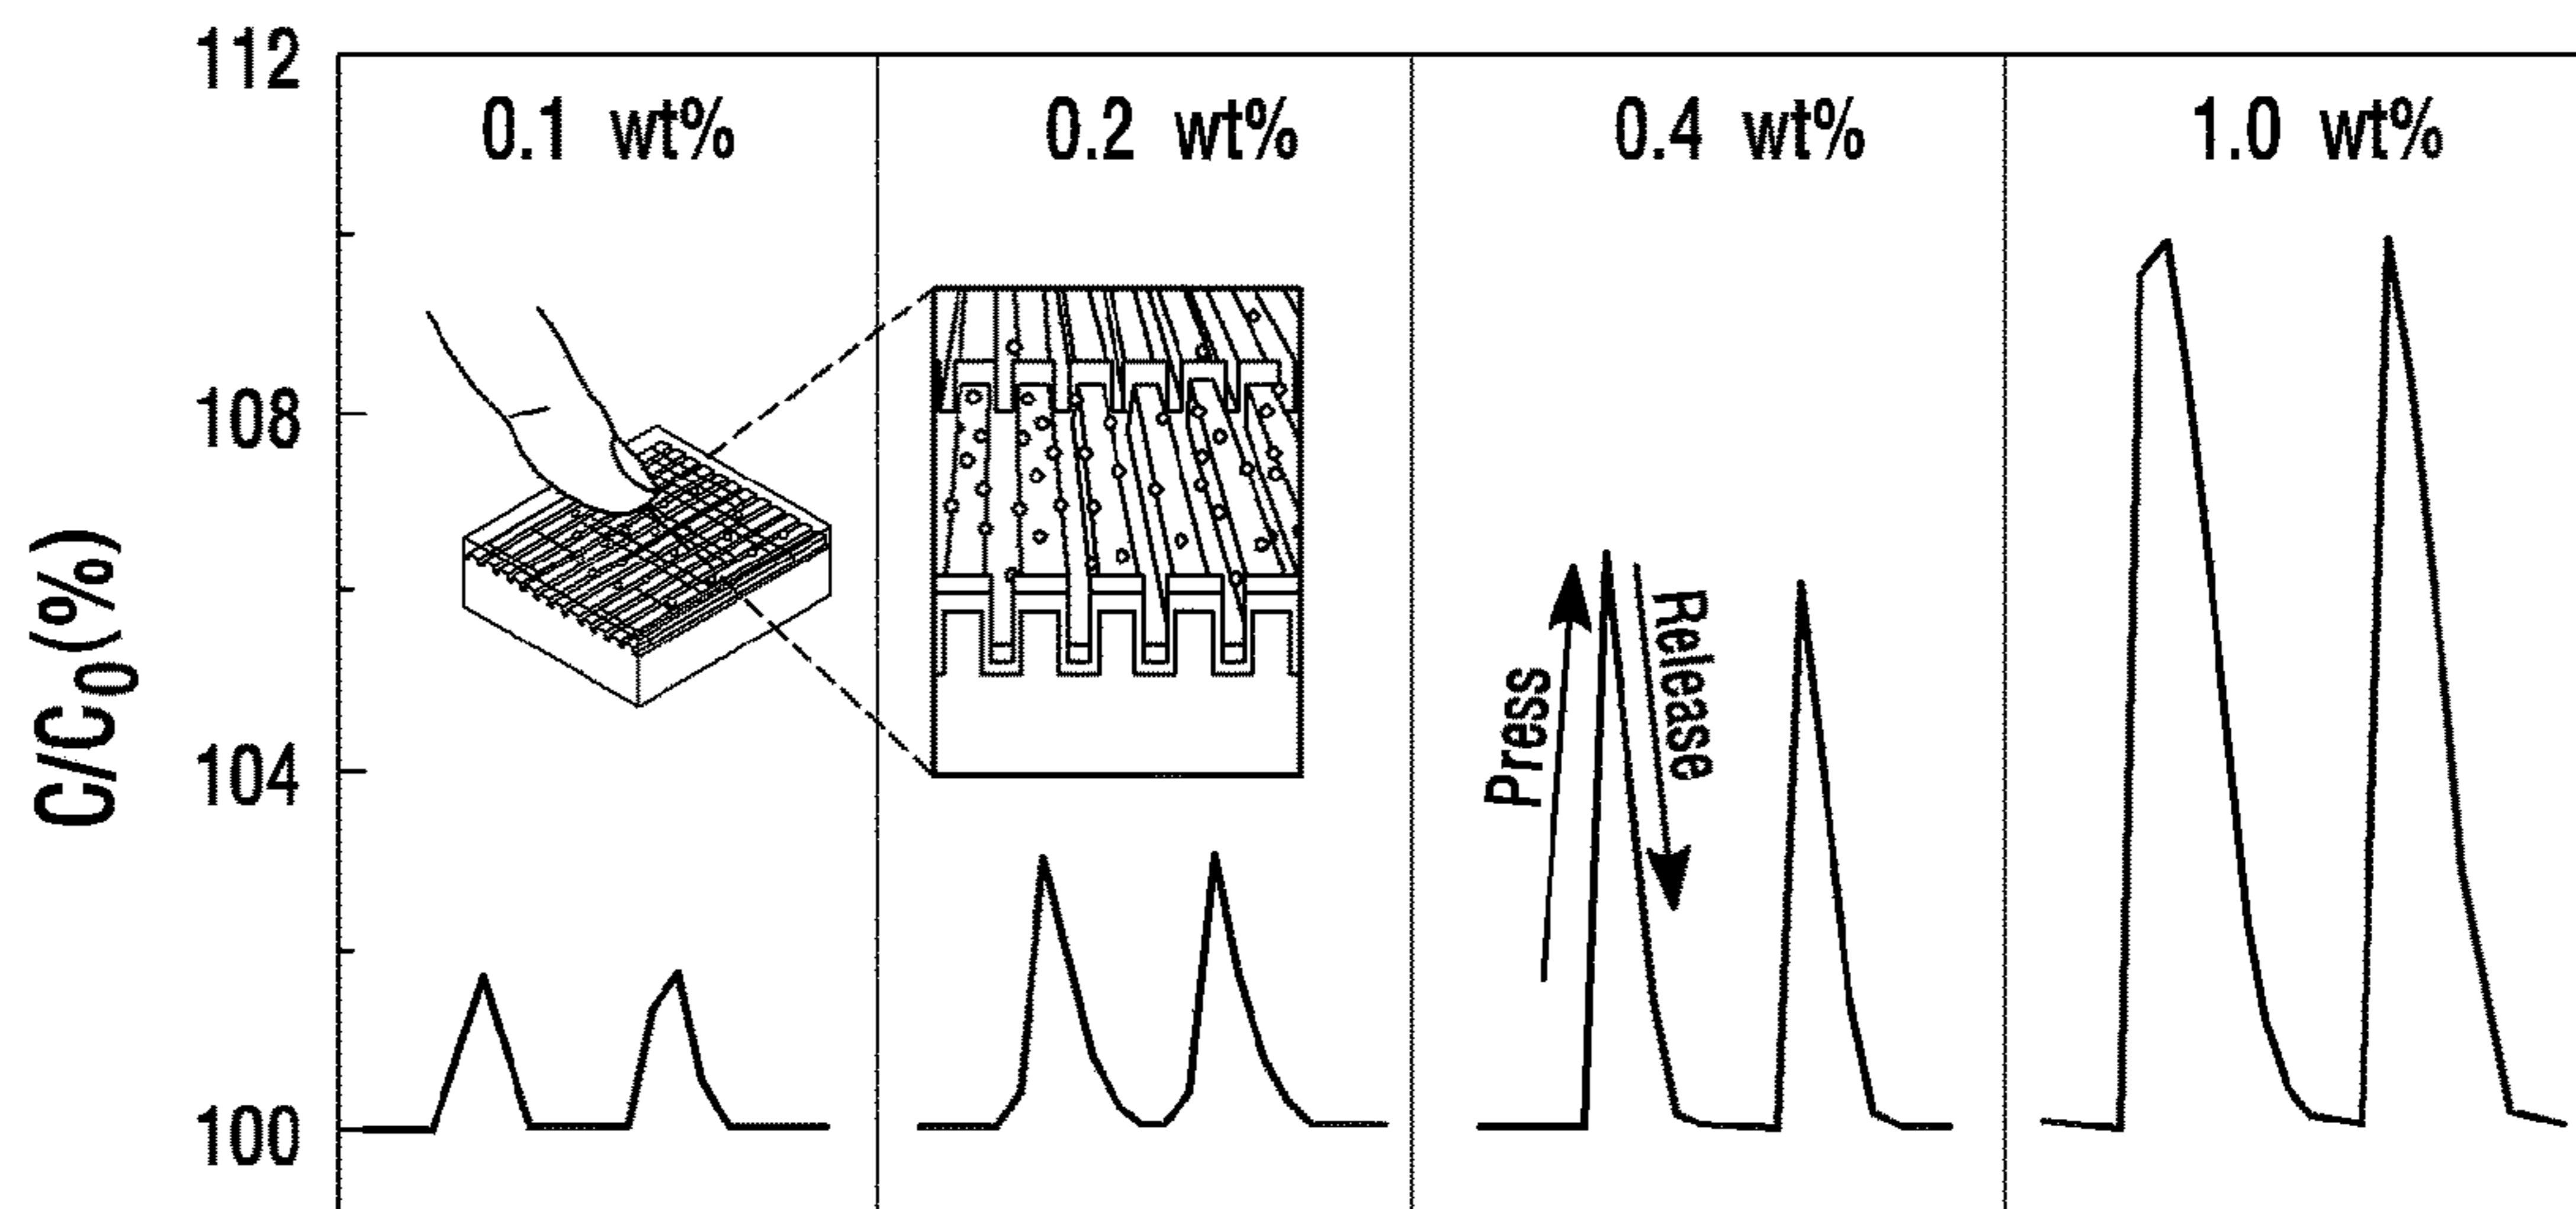 112
0.1 wt%
0.2 wt%
0.4 wt%
1.0 wt%
108
C/C₀(%)
104
100
Press
Release